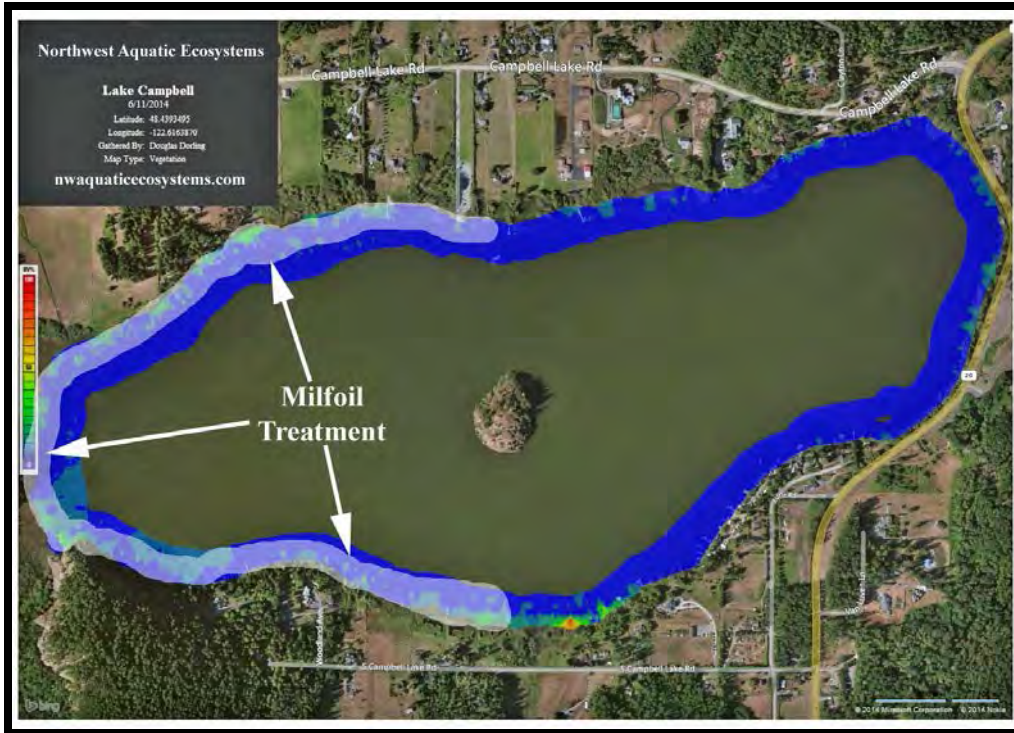 Northwest Aquatic Ecosystems
Lake Campbell
6/11/2014
Latitude: 48.4393495
Longitude: -122.6163870
Gathered By: Douglas Dorling
Map Type: Vegetation
nwaquaticecosystems.com
Campbell Lake Rd
Campbell Lake Rd
Campbell Lake Rd
Milfoil
Treatment
20
S Campbell Lake Rd
S Campbell Lake Rd
bing
© 2014 Microsoft Corporation © 2014 Nokia